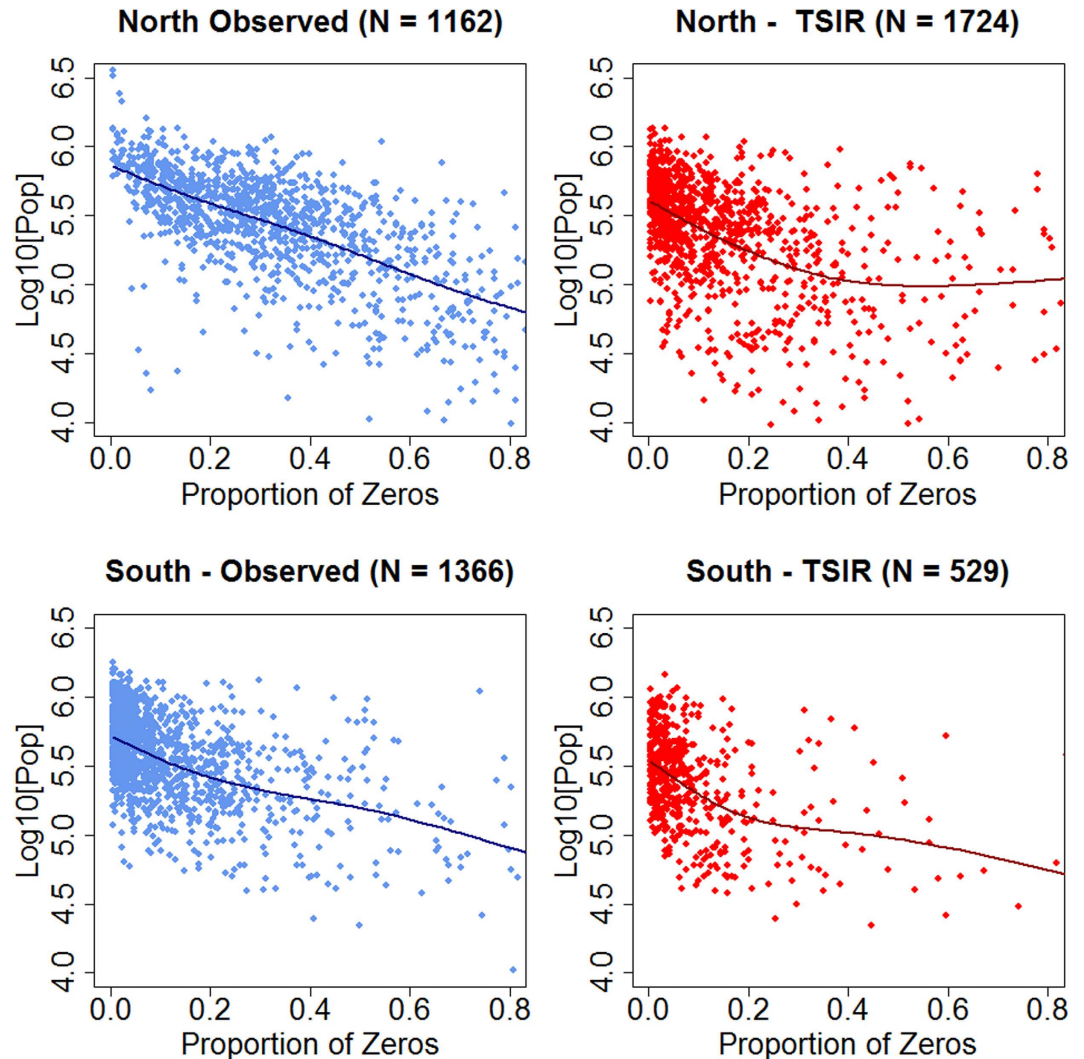 North Observed (N = 1162)
Log10[Pop]
6.5
6.0
5.5
5.0
4.5
4.0
0.0 0.2 0.4 0.6 0.8
Proportion of Zeros
North - TSIR (N = 1724)
Log10[Pop]
6.5
6.0
5.5
5.0
4.5
4.0
0.0 0.2 0.4 0.6 0.8
Proportion of Zeros
South - Observed (N = 1366)
Log10[Pop]
6.5
6.0
5.5
5.0
4.5
4.0
0.0 0.2 0.4 0.6 0.8
Proportion of Zeros
South - TSIR (N = 529)
Log10[Pop]
6.5
6.0
5.5
5.0
4.5
4.0
0.0 0.2 0.4 0.6 0.8
Proportion of Zeros